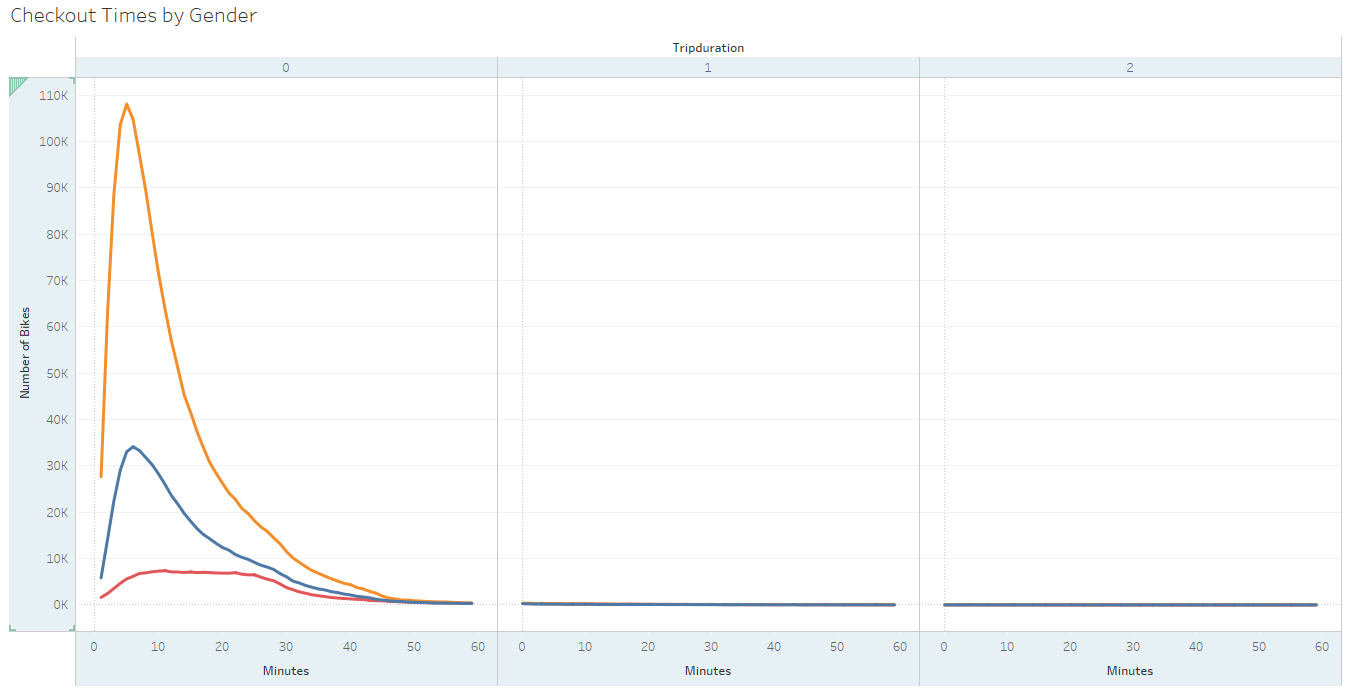 Checkout Times by Gender
Tripduration
0 1 2
110K
100K
90K
80K
70K
60K
50K
40K
30K
20K
10K
0K
Number of Bikes
0 10 20 30 40 50 60 0 10 20 30 40 50 60 0 10 20 30 40 50 60
Minutes Minutes Minutes